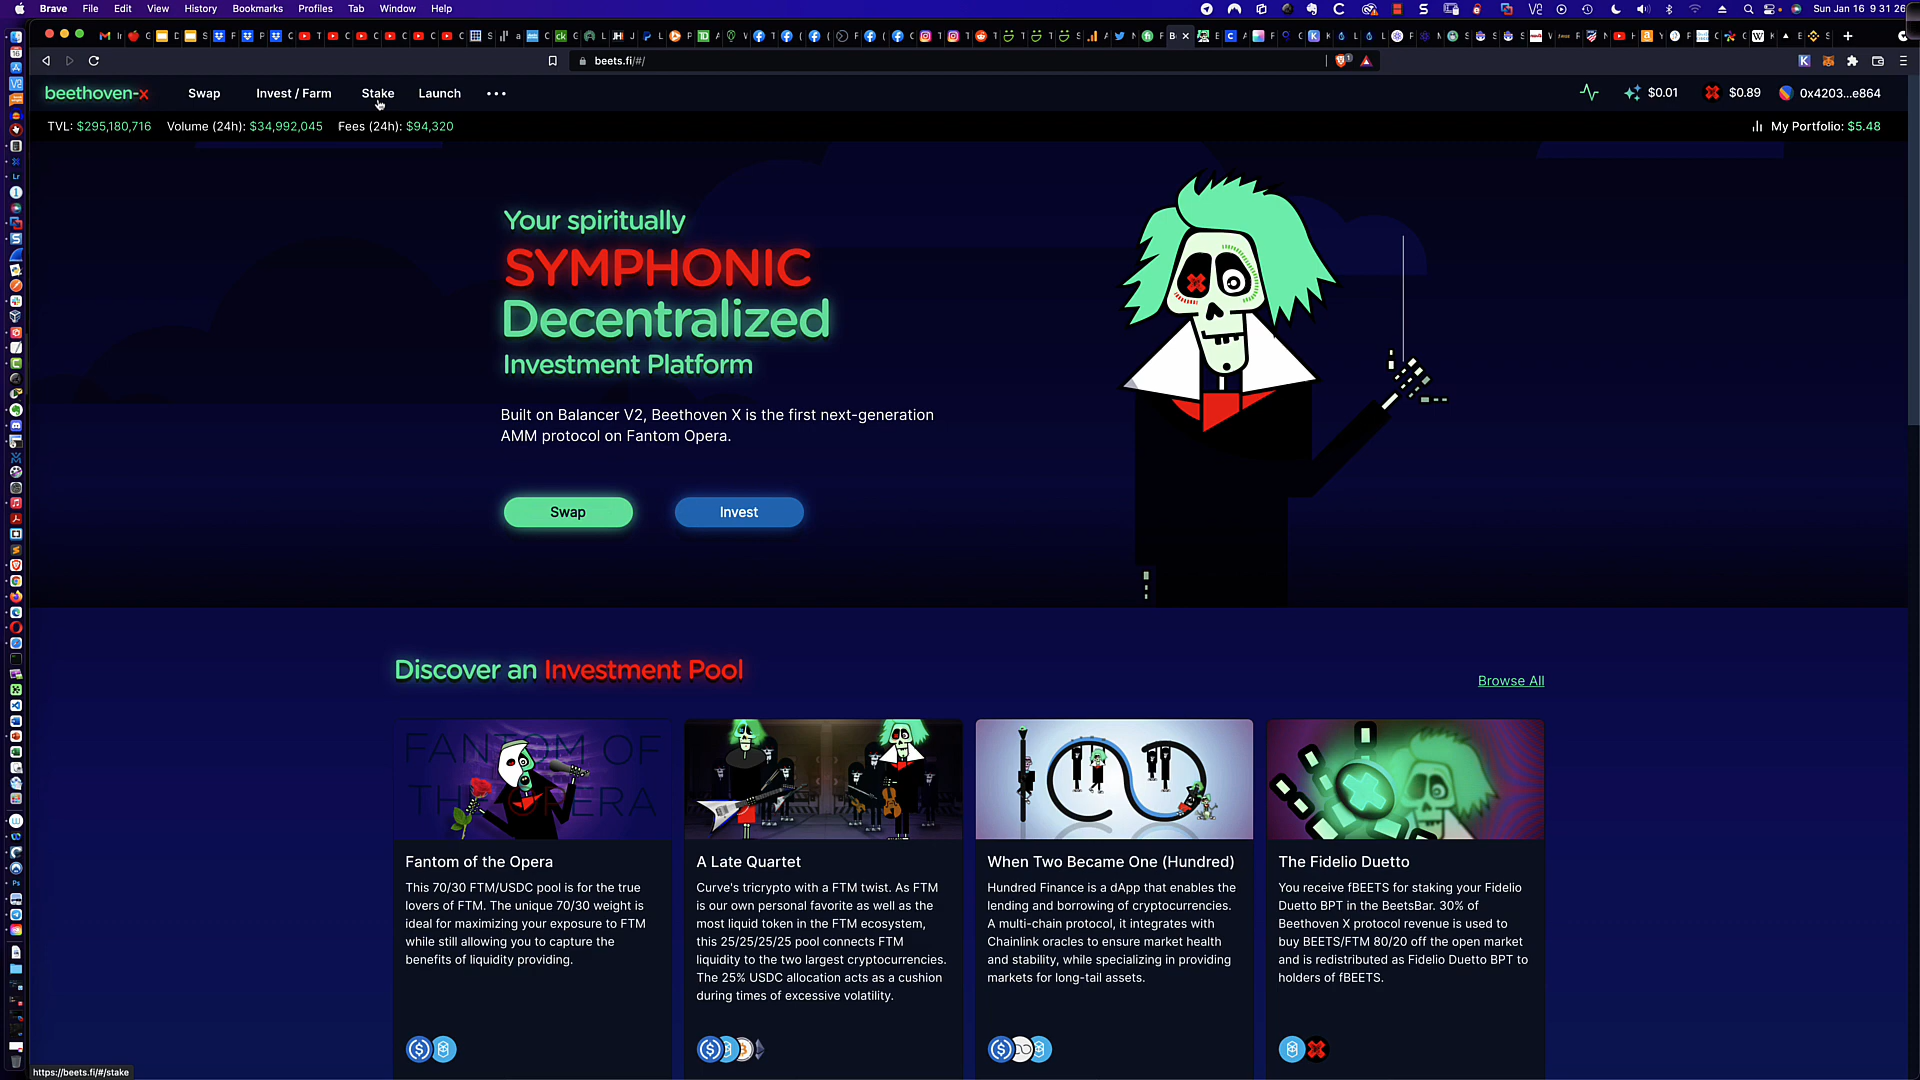 Brave File Edit View History Bookmarks Profiles Tab Window Help
Sun Jan 16 9 31 26
beets.fi/#/
beethoven-x
Swap
Invest / Farm
Stake
Launch
$0.01
$0.89
0x4203...e864
TVL: $295,180,716
Volume (24h): $34,992,045
Fees (24h): $94,320
My Portfolio: $5.48
Your spiritually
SYMPHONIC
Decentralized
Investment Platform
Built on Balancer V2, Beethoven X is the first next-generation
AMM protocol on Fantom Opera.
Swap
Invest
Discover an Investment Pool
Browse All
FANTOM OF
THE OPERA
Fantom of the Opera
This 70/30 FTM/USDC pool is for the true
lovers of FTM. The unique 70/30 weight is
ideal for maximizing your exposure to FTM
while still allowing you to capture the
benefits of liquidity providing.
A Late Quartet
Curve's tricrypto with a FTM twist. As FTM
is our own personal favorite as well as the
most liquid token in the FTM ecosystem,
this 25/25/25/25 pool connects FTM
liquidity to the two largest cryptocurrencies.
The 25% USDC allocation acts as a cushion
during times of excessive volatility.
When Two Became One (Hundred)
Hundred Finance is a dApp that enables the
lending and borrowing of cryptocurrencies.
A multi-chain protocol, it integrates with
Chainlink oracles to ensure market health
and stability, while specializing in providing
markets for long-tail assets.
The Fidelio Duetto
You receive fBEETS for staking your Fidelio
Duetto BPT in the BeetsBar. 30% of
Beethoven X protocol revenue is used to
buy BEETS/FTM 80/20 off the open market
and is redistributed as Fidelio Duetto BPT to
holders of fBEETS.
https://beets.fi/#/stake